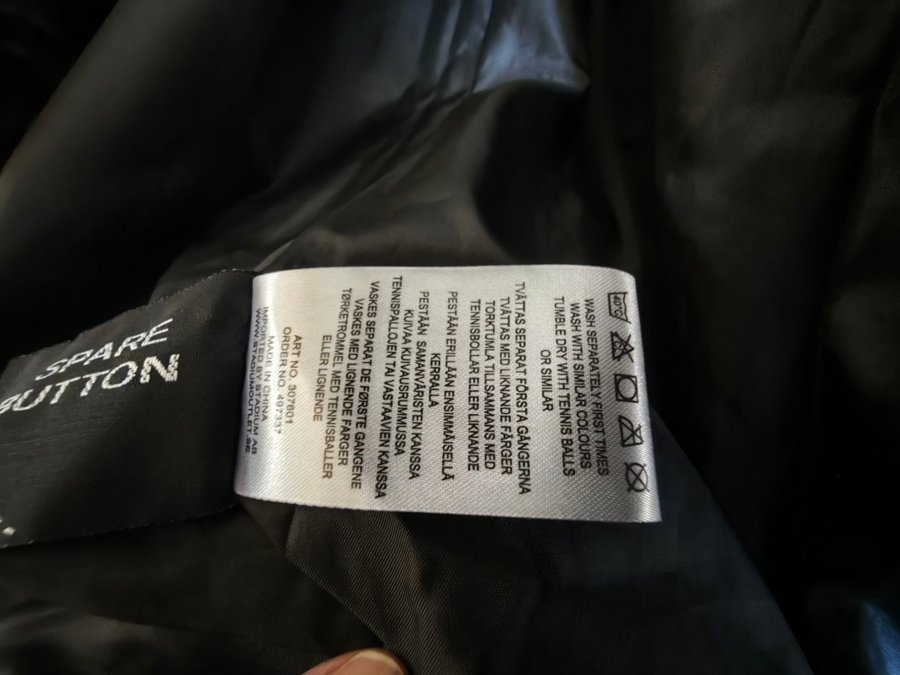 40°C
WASH SEPARATELY FIRST TIMES
WASH WITH SIMILAR COLOURS
TUMBLE DRY WITH TENNIS BALLS
OR SIMILAR
TVÄTTAS SEPARAT FÖRSTA GÅNGERNA
TVÄTTAS MED LIKNANDE FÄRGER
TORKTUMLA TILLSAMMANS MED
TENNISBOLLAR ELLER LIKNANDE
PESTÄÄN ERILLÄÄN ENSIMMÄISELLÄ
KERRALLA
PESTÄÄN SAMANVÄRISTEN KANSSA
KUIVAA KUIVAUSRUMMUSSA
TENNISPALLOJEN TAI VASTAAVIEN KANSSA
VASKES SEPARAT DE FØRSTE GANGENE
VASKES MED LIGNENDE FARGER
TØRKETROMMEL MED TENNISBALLER
ELLER LIGNENDE
ART NO. 307601
ORDER NO. 497337
MADE IN CHINA
IMPORTED BY STADIUM AB
WWW.STADIUMOUTLET.SE
SPARE
BUTTON